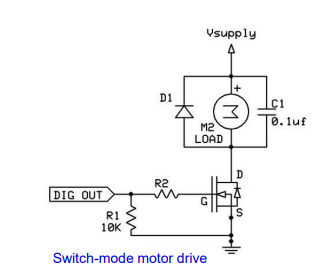 Vsupply
D1
+
M
M2
LOAD
C1
0.1uf
D
G
S
R2
DIG OUT
R1
10K
Switch-mode motor drive